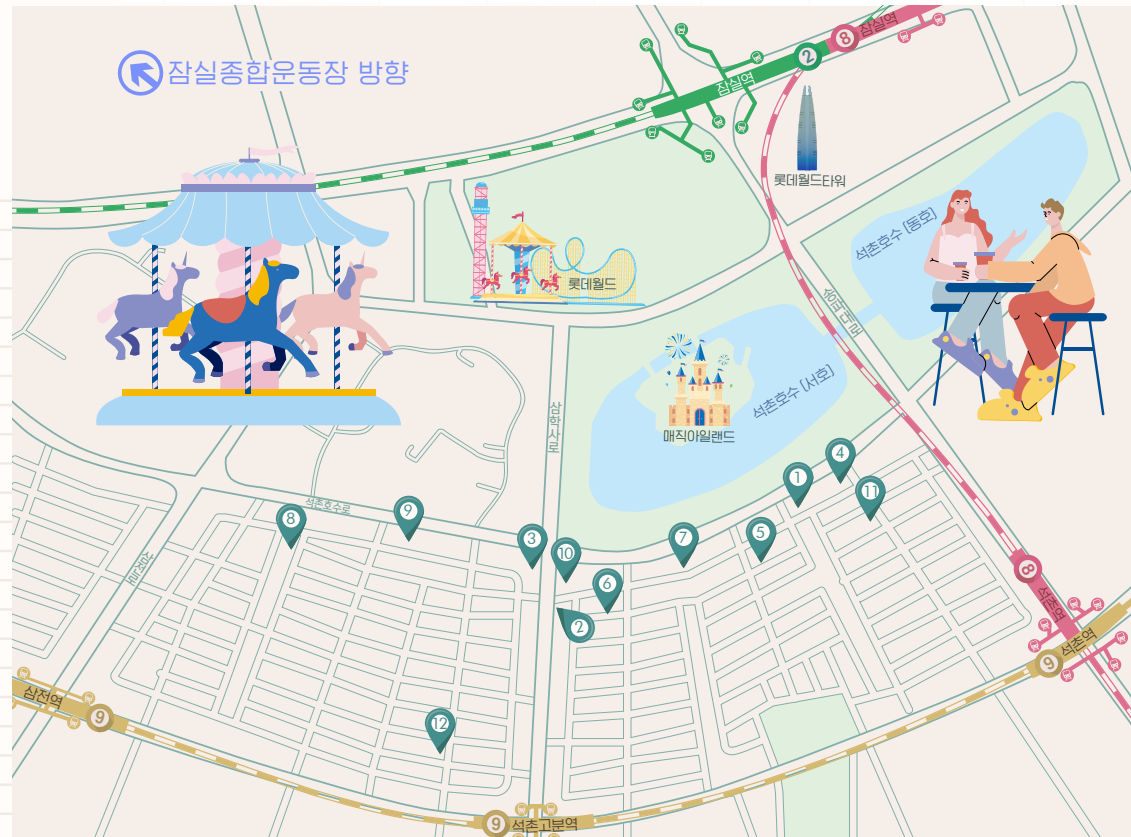 잠실종합운동장 방향
8
잠실역
2
잠실역
롯데월드타워
석촌호수 (동호)
롯데월드
송파대로
석촌호수 (서호)
매직아일랜드
삼학사로
4
1
11
석촌호수로
8
9
3
10
7
5
6
2
삼전로
8
석촌역
석촌역
9
삼전역
9
12
9
석촌고분역